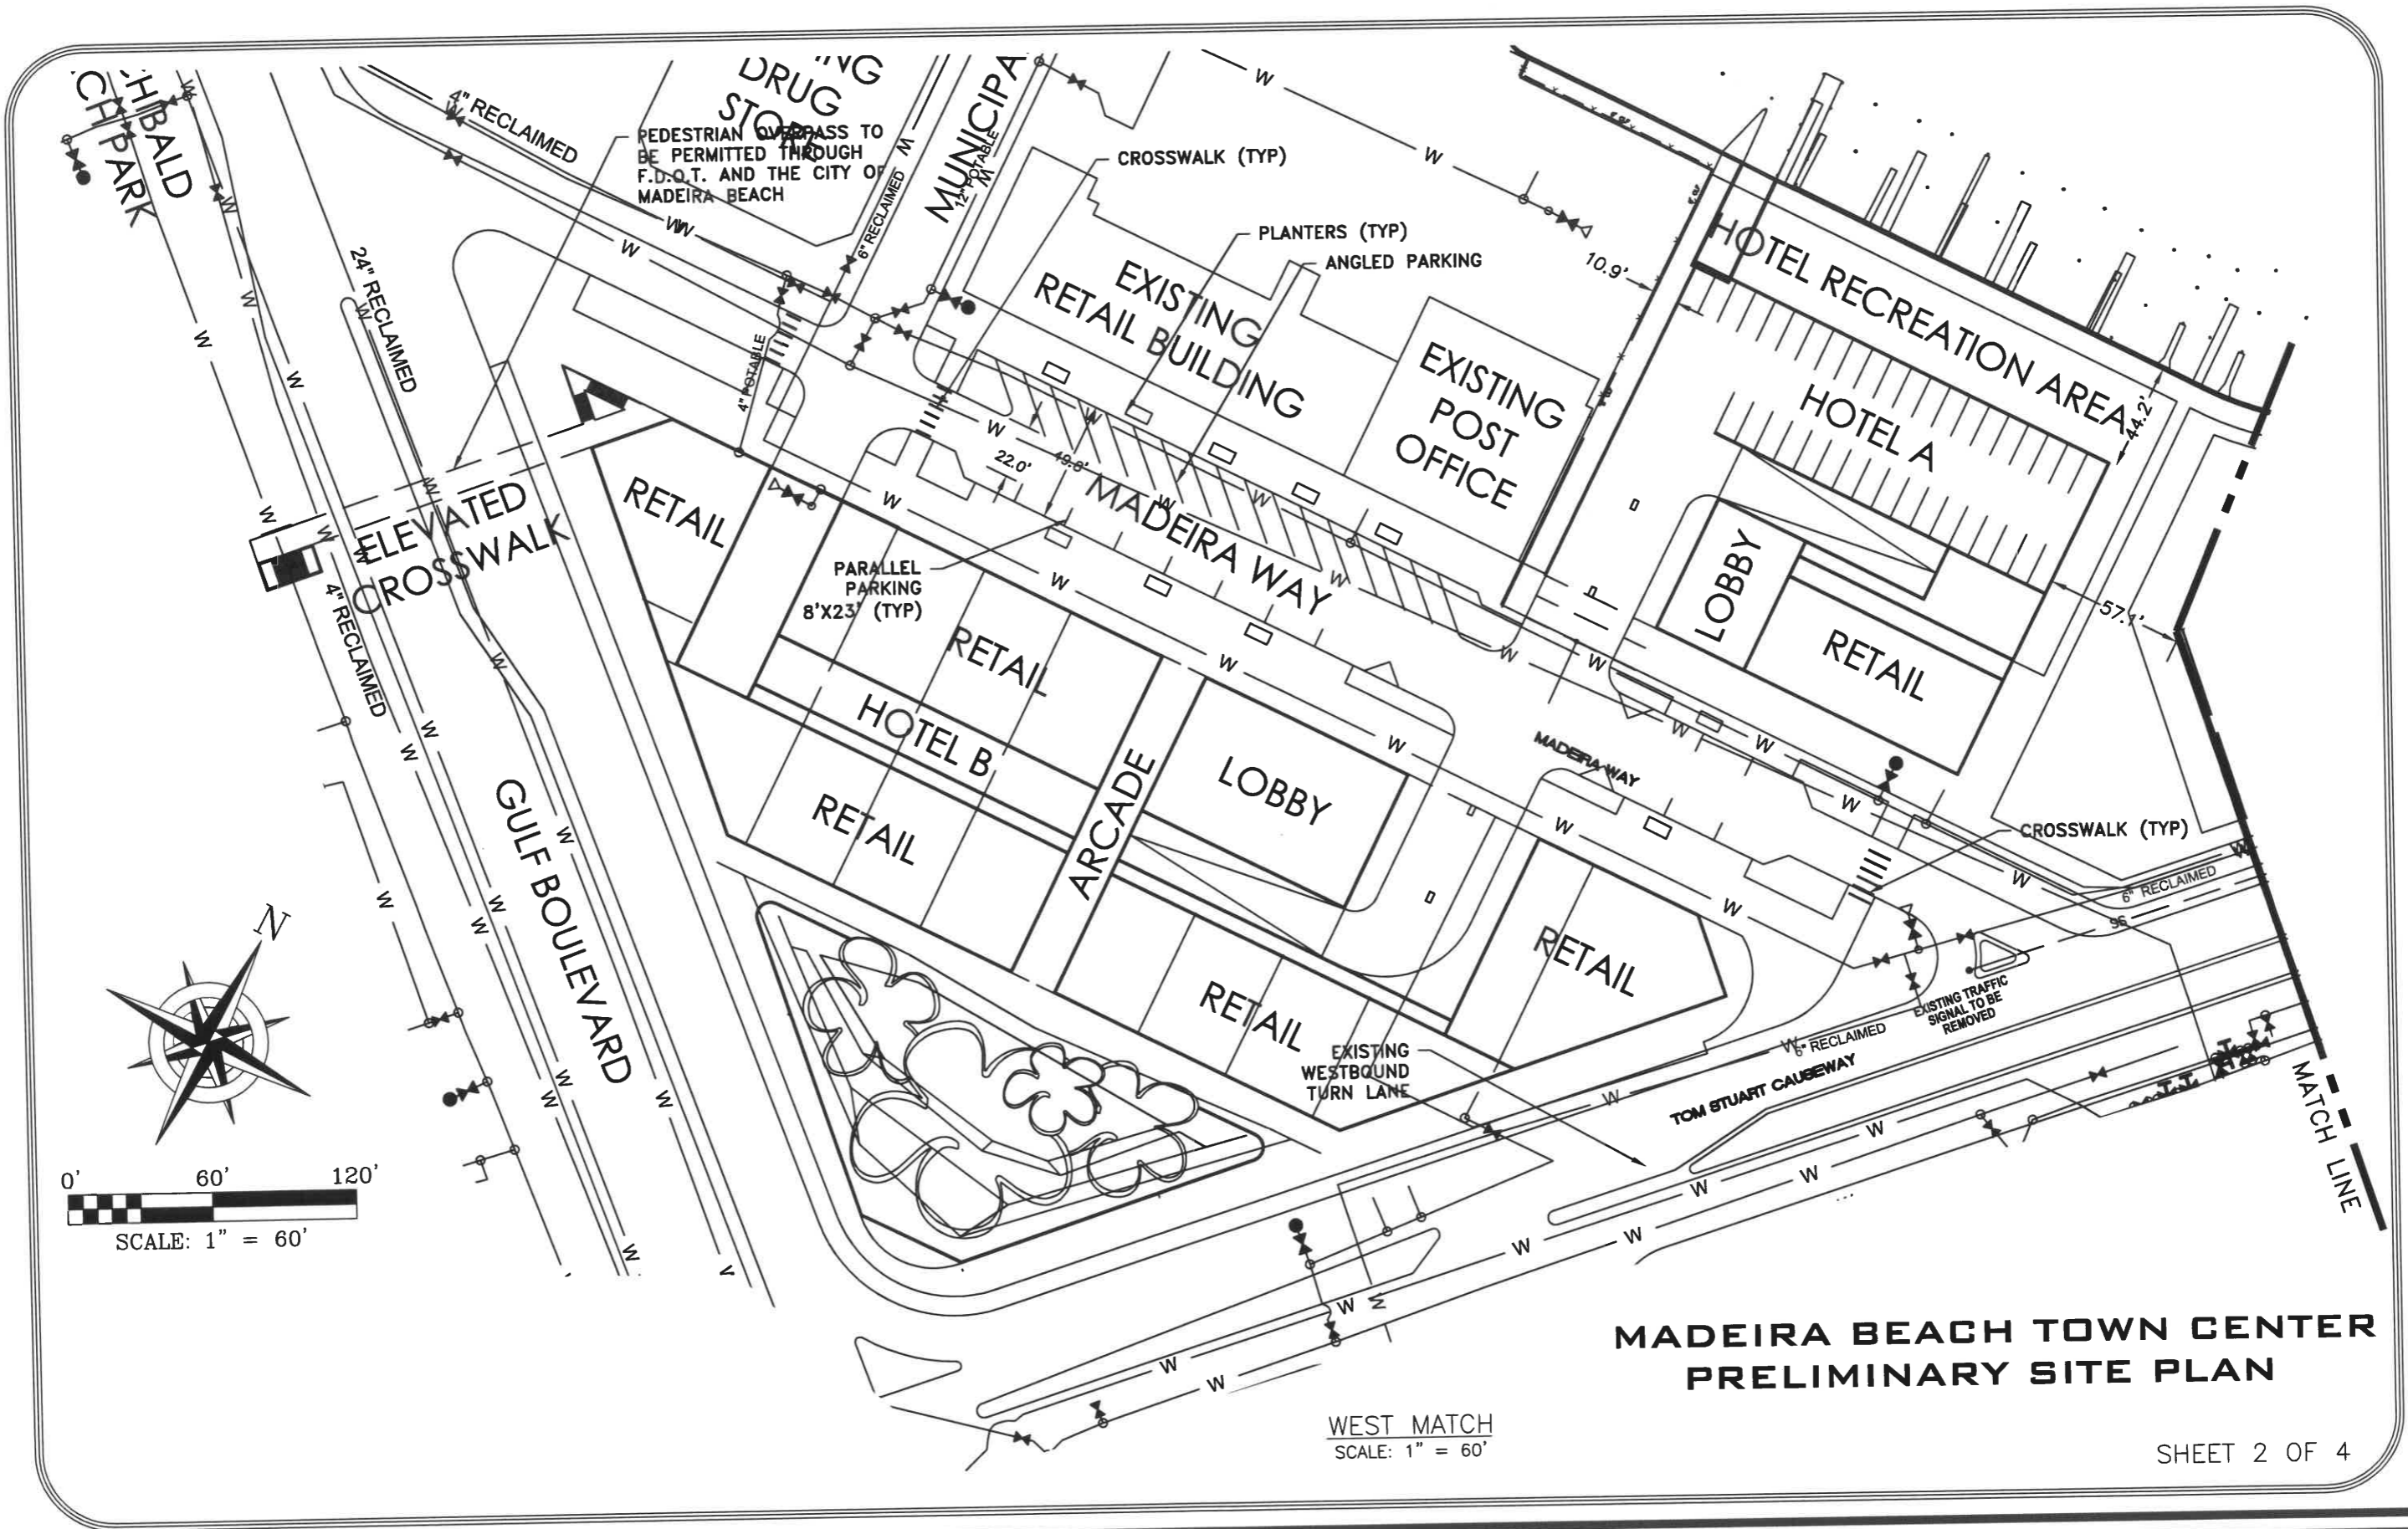 CHIBALD
CH PARK
4" RECLAIMED
DRUG
STORE
PEDESTRIAN OVERPASS TO
BE PERMITTED THROUGH
F.D.O.T. AND THE CITY OF
MADEIRA BEACH
6" RECLAIMED
MUNICIPA
12" POTABLE
CROSSWALK (TYP)
PLANTERS (TYP)
ANGLED PARKING
10.9'
HOTEL RECREATION AREA
24" RECLAIMED
4" POTABLE
EXISTING
RETAIL BUILDING
EXISTING
POST
OFFICE
HOTEL A
44.2'
22.0'
RETAIL
ELEVATED
CROSSWALK
MADEIRA WAY
LOBBY
RETAIL
57.1'
PARALLEL
PARKING
8'X23' (TYP)
4" RECLAIMED
RETAIL
HOTEL B
RETAIL
ARCADE
LOBBY
MADEIRA WAY
CROSSWALK (TYP)
6" RECLAIMED
GULF BOULEVARD
N
RETAIL
RETAIL
EXISTING TRAFFIC
SIGNAL TO BE
REMOVED
EXISTING
WESTBOUND
TURN LANE
6" RECLAIMED
TOM STUART CAUSEWAY
MATCH LINE
0' 60' 120'
SCALE: 1" = 60'
MADEIRA BEACH TOWN CENTER
PRELIMINARY SITE PLAN
WEST MATCH
SCALE: 1" = 60'
SHEET 2 OF 4